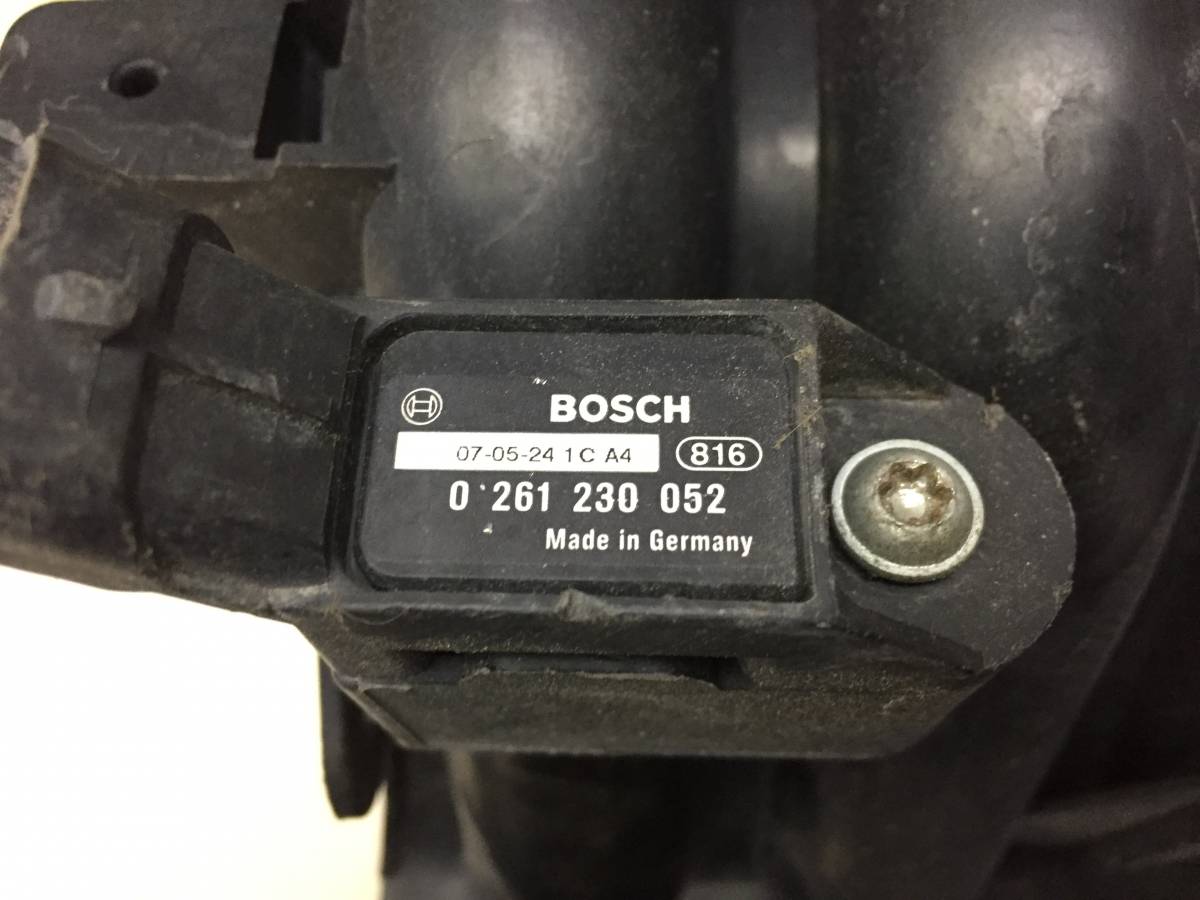 BOSCH
07-05-24 1C A4 816
0 261 230 052
Made in Germany